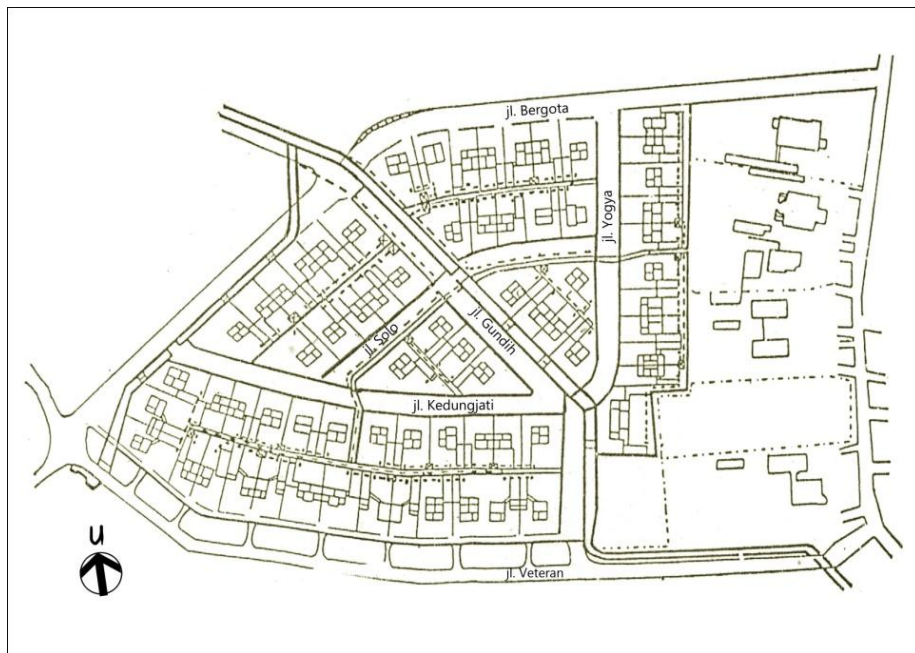 jl. Bergota
jl. Yogya
jl. Gundih
jl. Solo
jl. Kedungjati
u
jl. Veteran